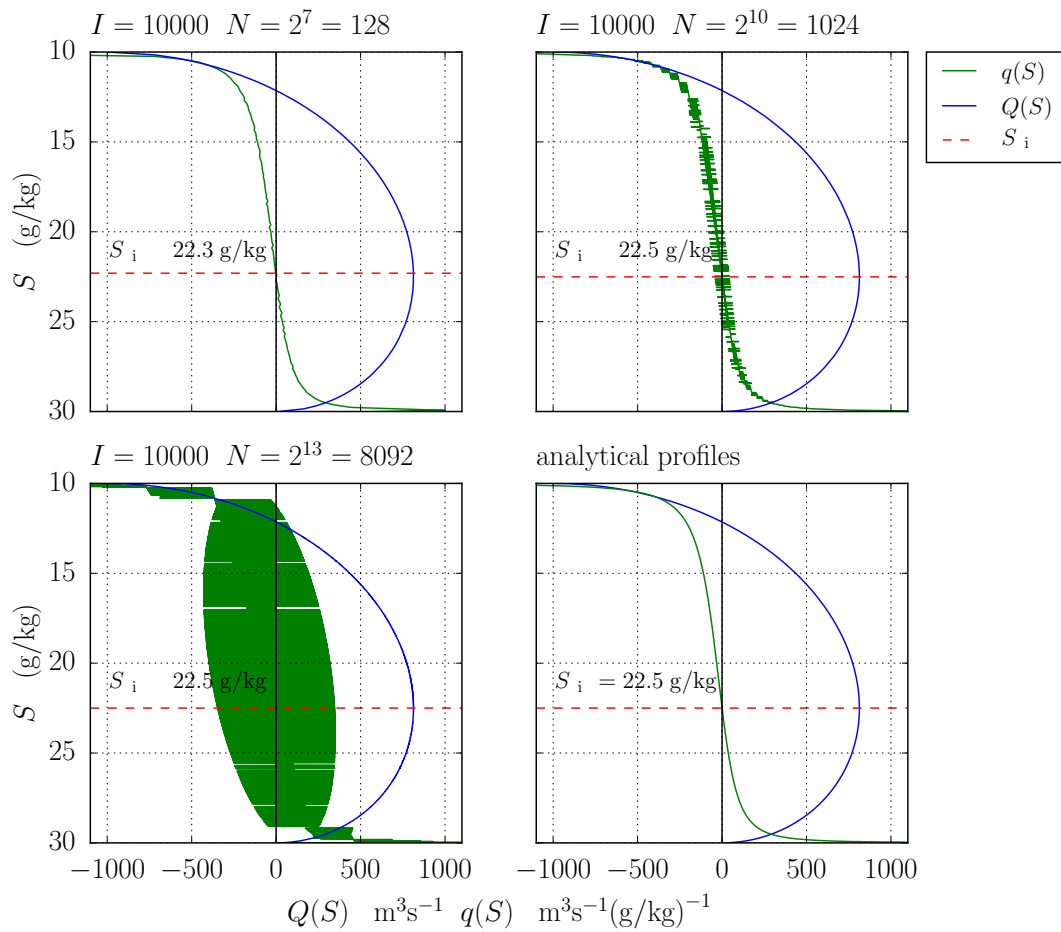 I = 10000 N = 2^7 = 128
I = 10000 N = 2^10 = 1024
q(S)
Q(S)
S i
10
15
20
25
30
S (g/kg)
S i 22.3 g/kg
S i = 22.5 g/kg
I = 10000 N = 2^13 = 8092
analytical profiles
10
15
20
25
30
S (g/kg)
S i 22.5 g/kg
S i = 22.5 g/kg
−1000 −500 0 500 1000
−1000 −500 0 500 1000
Q(S) m³s⁻¹ q(S) m³s⁻¹(g/kg)⁻¹